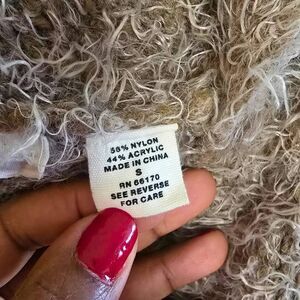 56% NYLON
44% ACRYLIC
MADE IN CHINA
S
RN 66170
SEE REVERSE
FOR CARE